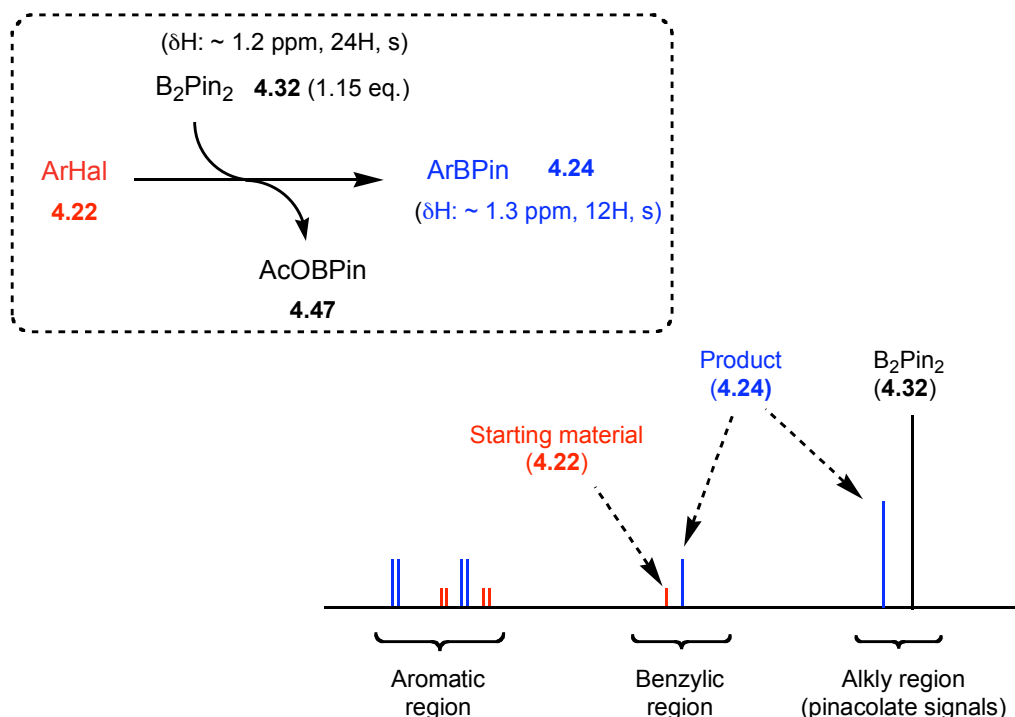 (δH: ~ 1.2 ppm, 24H, s)
B₂Pin₂ 4.32 (1.15 eq.)
ArHal
4.22
ArBPin 4.24
(δH: ~ 1.3 ppm, 12H, s)
AcOBPin
4.47
Product
(4.24)
B₂Pin₂
(4.32)
Starting material
(4.22)
Aromatic
region
Benzylic
region
Alkly region
(pinacolate signals)